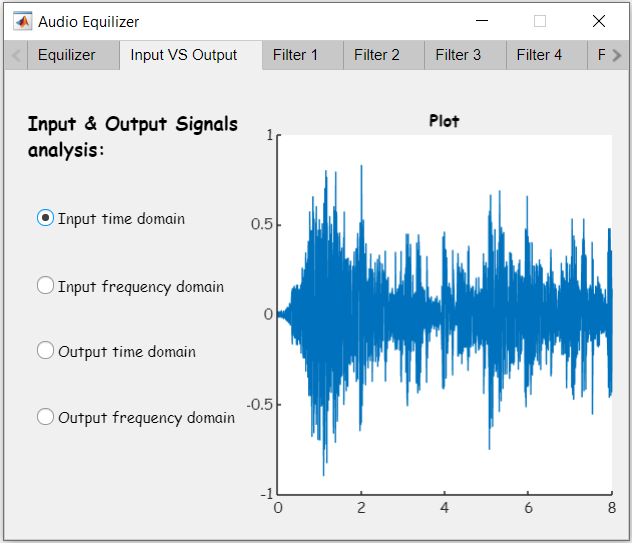 Audio Equilizer
Equilizer
Input VS Output
Filter 1
Filter 2
Filter 3
Filter 4
F
Input & Output Signals
analysis:
Input time domain
Input frequency domain
Output time domain
Output frequency domain
Plot
1
0.5
0
-0.5
-1
0
2
4
6
8